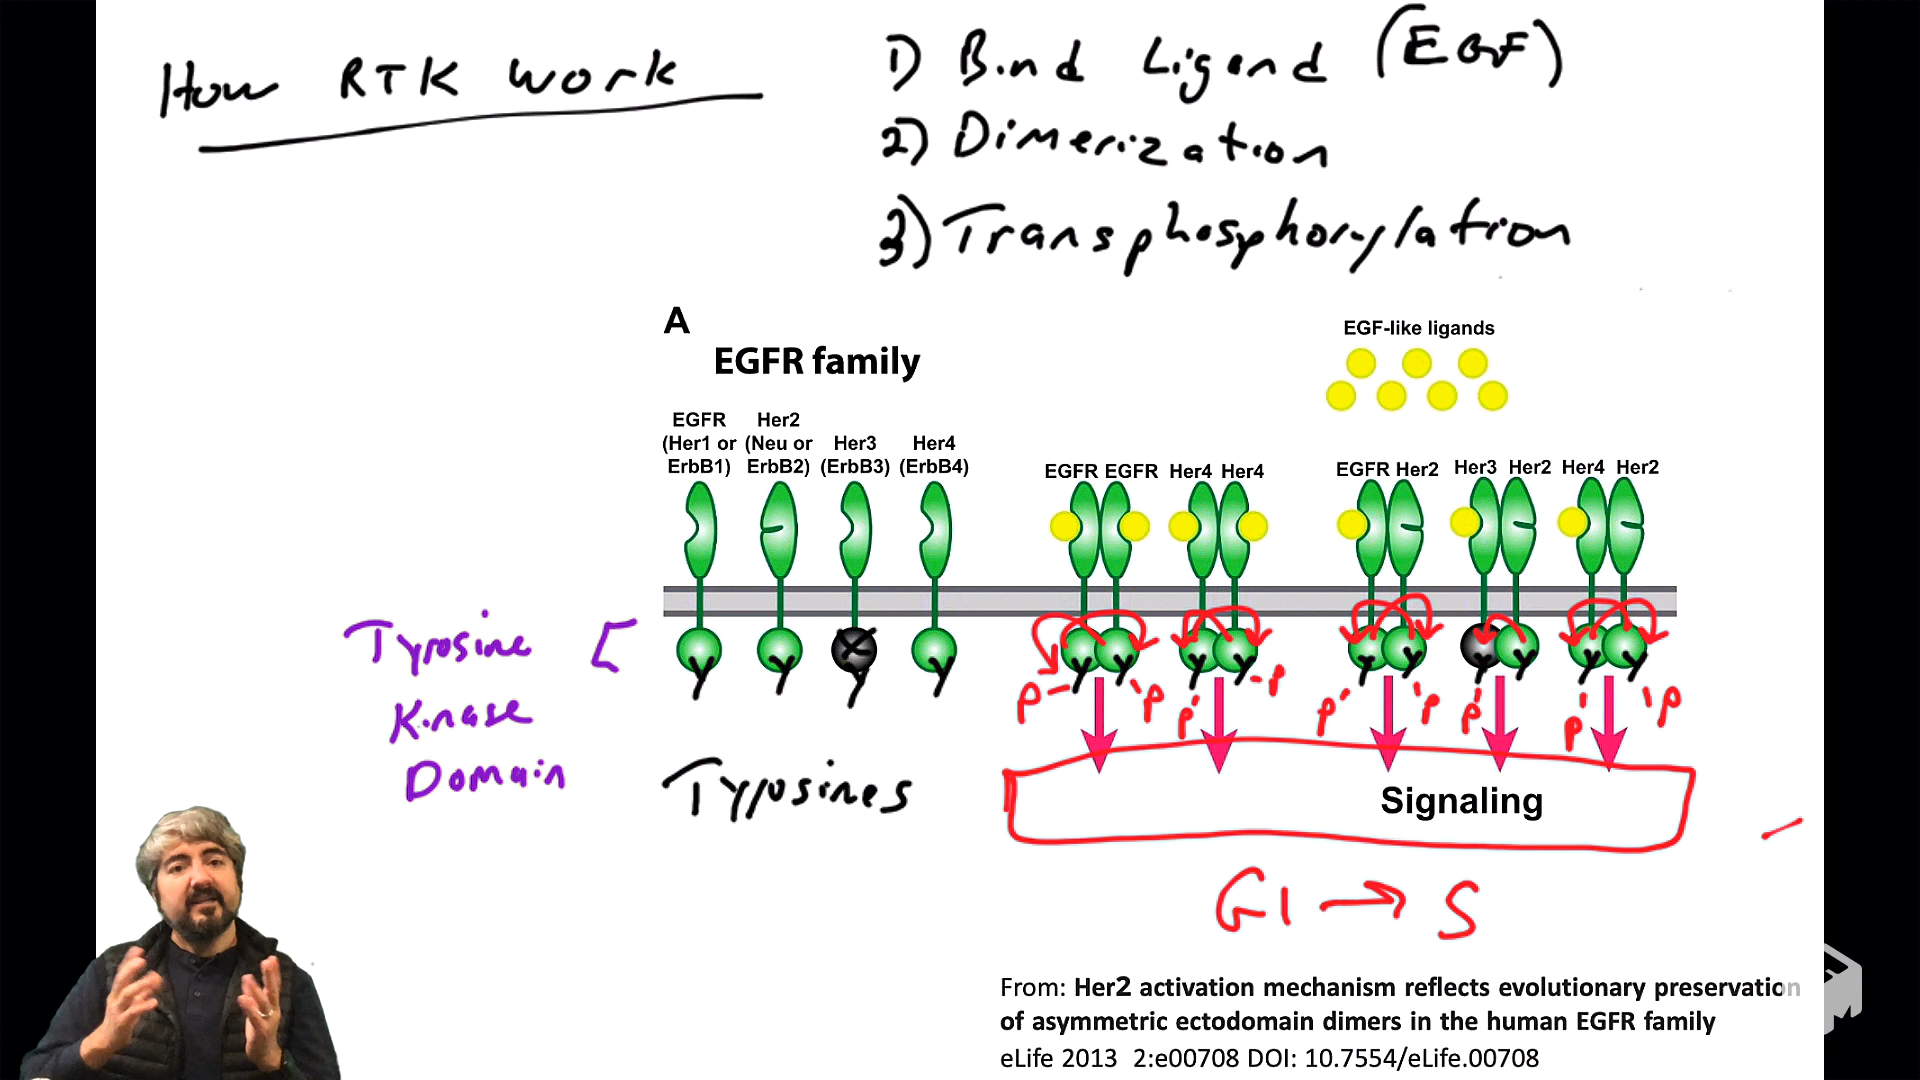 How RTK work
1) Bind Ligand (EGF)
2) Dimerization
3) Transphosphorylation
A
EGFR family
EGF-like ligands
EGFR (Her1 or ErbB1)
Her2 (Neu or ErbB2)
Her3 (ErbB3)
Her4 (ErbB4)
EGFR EGFR
Her4 Her4
EGFR Her2
Her3 Her2
Her4 Her2
Tyrosine
Kinase
Domain
Y Y Y Y
Y Y Y Y Y Y Y Y Y Y
P P P P P P P P P
Tyrosines
Signaling
G1 → S
From: Her2 activation mechanism reflects evolutionary preservation
of asymmetric ectodomain dimers in the human EGFR family
eLife 2013 2:e00708 DOI: 10.7554/eLife.00708